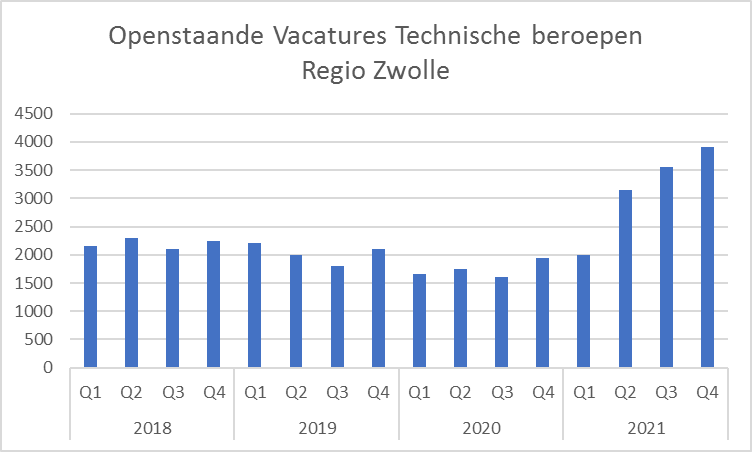 Openstaande Vacatures Technische beroepen
Regio Zwolle
4500
4000
3500
3000
2500
2000
1500
1000
500
0
Q1 Q2 Q3 Q4 Q1 Q2 Q3 Q4 Q1 Q2 Q3 Q4 Q1 Q2 Q3 Q4
2018 2019 2020 2021